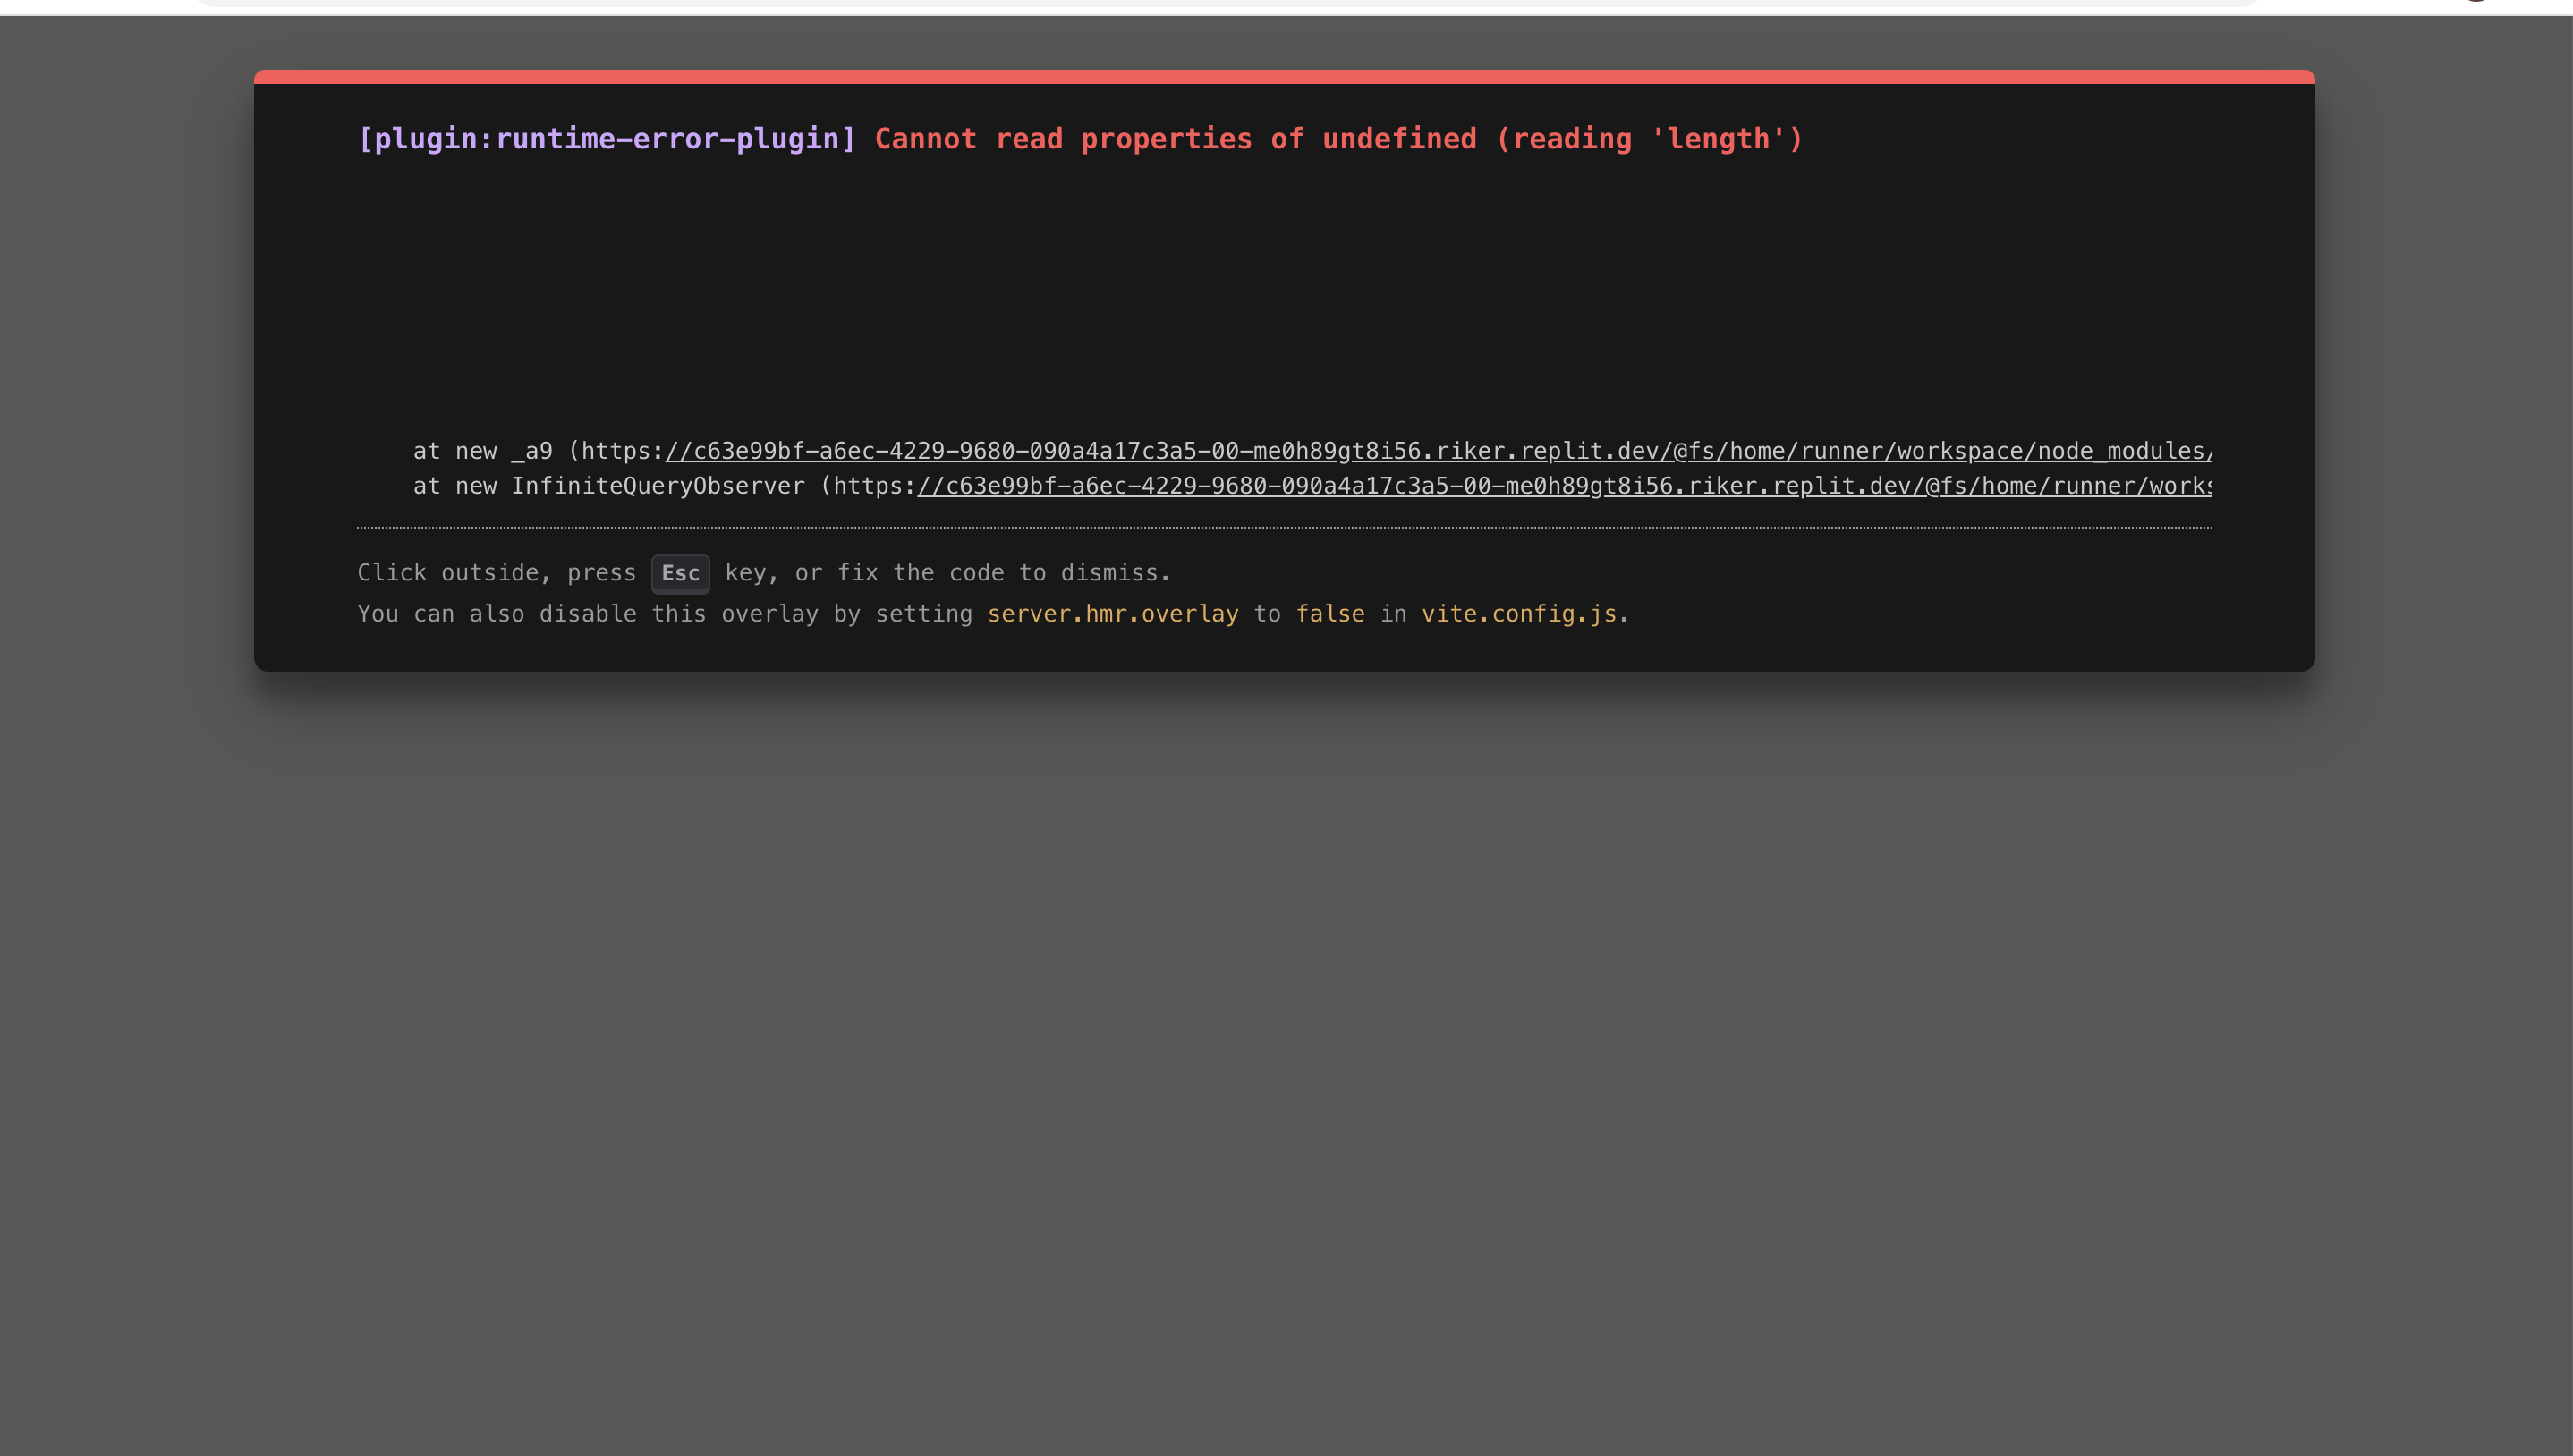 [plugin:runtime-error-plugin] Cannot read properties of undefined (reading 'length')
at new _a9 (https://c63e99bf-a6ec-4229-9680-090a4a17c3a5-00-me0h89gt8i56.riker.replit.dev/@fs/home/runner/workspace/node_modules/
at new InfiniteQueryObserver (https://c63e99bf-a6ec-4229-9680-090a4a17c3a5-00-me0h89gt8i56.riker.replit.dev/@fs/home/runner/works
Click outside, press Esc key, or fix the code to dismiss.
You can also disable this overlay by setting server.hmr.overlay to false in vite.config.js.